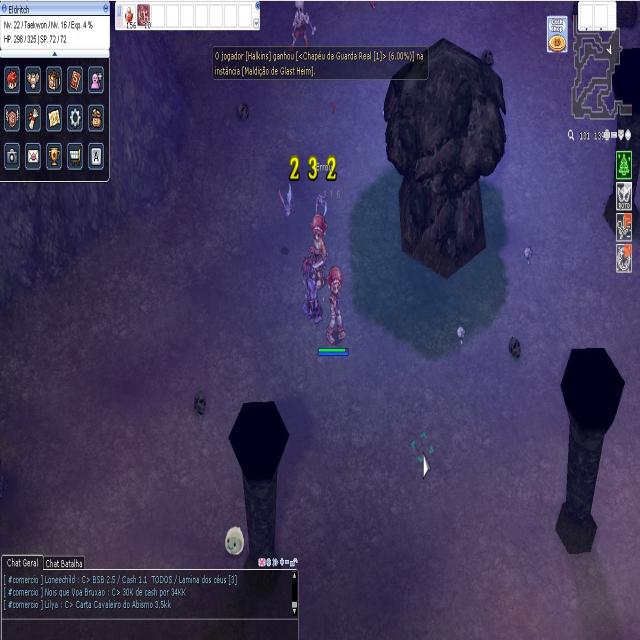 Eldritch
Nv. 22 / Taekwon / Nv. 16 / Exp. 4 %
HP. 298 / 325 | SP. 72 / 72
156
10
O jogador [Halkins] ganhou [<Chapéu da Guarda Real [1]> (6.00%)] na
instância [Maldição de Glast Heim].
2 3 2
ROTD
Chat Geral
Chat Batalha
[ #comercio ] Loneechild : C> BSB 2.5 / Cash 1.1 TODOS / Lamina dos céus [3]
[ #comercio ] Nois que Voa Bruxao : C> 30K de cash por 34KK
[ #comercio ] Lilya : C> Carta Cavaleiro do Abismo 3.5kk